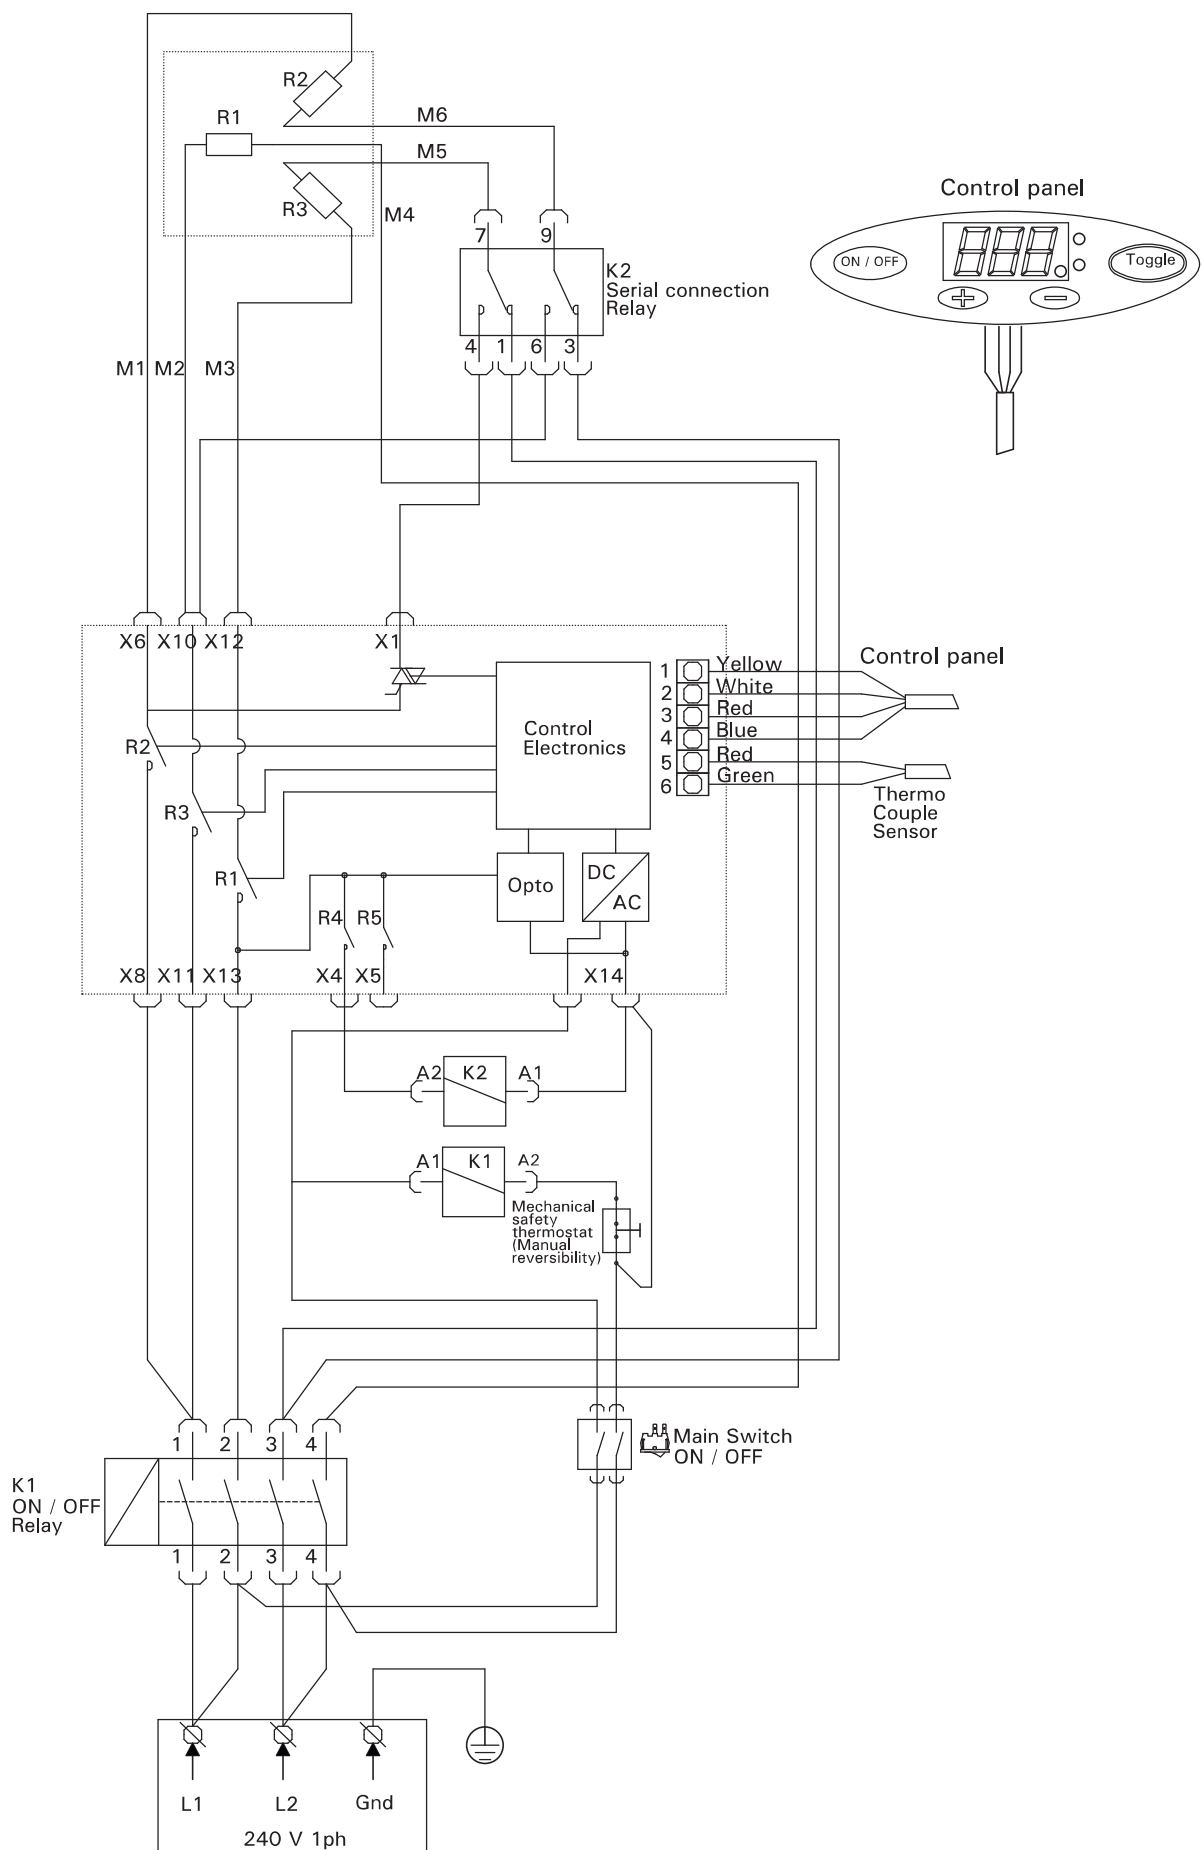 R2
R1
M6
M5
R3
M4
Control panel
ON / OFF
Toggle
7 9
K2
Serial connection
Relay
4 1 6 3
M1 M2 M3
X6 X10 X12 X1
Control
Electronics
1 Yellow
2 White
3 Red
4 Blue
5 Red
6 Green
Control panel
Thermo
Couple
Sensor
R2
R3
R1
Opto
DC
AC
R4 R5
X8 X11 X13 X4 X5 X14
A2 K2 A1
A1 K1 A2
Mechanical
safety
thermostat
(Manual
reversibility)
1 2 3 4
Main Switch
ON / OFF
K1
ON / OFF
Relay
1 2 3 4
L1 L2 Gnd
240 V 1ph